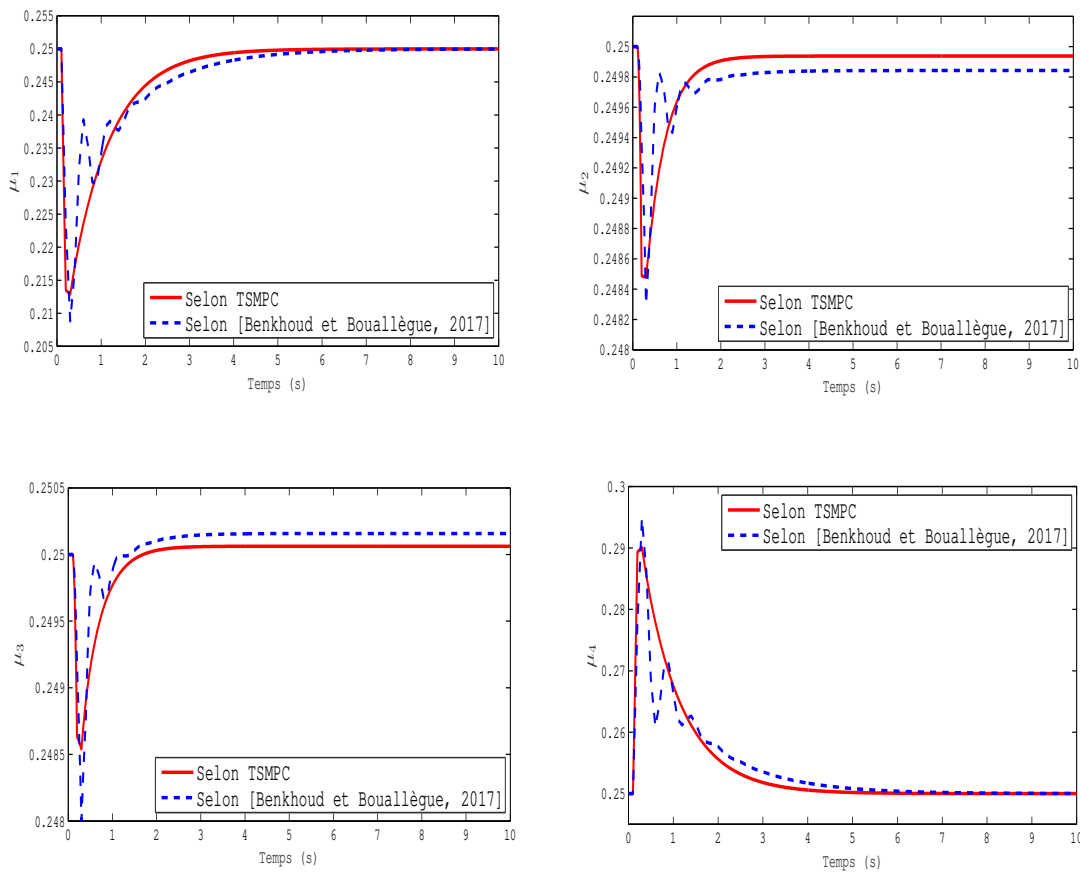 0.255
0.25
0.245
0.24
0.235
0.23
0.225
0.22
0.215
0.21
0.205
μ1
0 1 2 3 4 5 6 7 8 9 10
Temps (s)
Selon TSMPC
Selon [Benkhoud et Bouallègue, 2017]
0.25
0.2498
0.2496
0.2494
0.2492
0.249
0.2488
0.2486
0.2484
0.2482
0.248
μ2
0 1 2 3 4 5 6 7 8 9 10
Temps (s)
Selon TSMPC
Selon [Benkhoud et Bouallègue, 2017]
0.2505
0.25
0.2495
0.249
0.2485
0.248
μ3
0 1 2 3 4 5 6 7 8 9 10
Temps (s)
Selon TSMPC
Selon [Benkhoud et Bouallègue, 2017]
0.3
0.29
0.28
0.27
0.26
0.25
μ4
0 1 2 3 4 5 6 7 8 9 10
Temps (s)
Selon TSMPC
Selon [Benkhoud et Bouallègue, 2017]